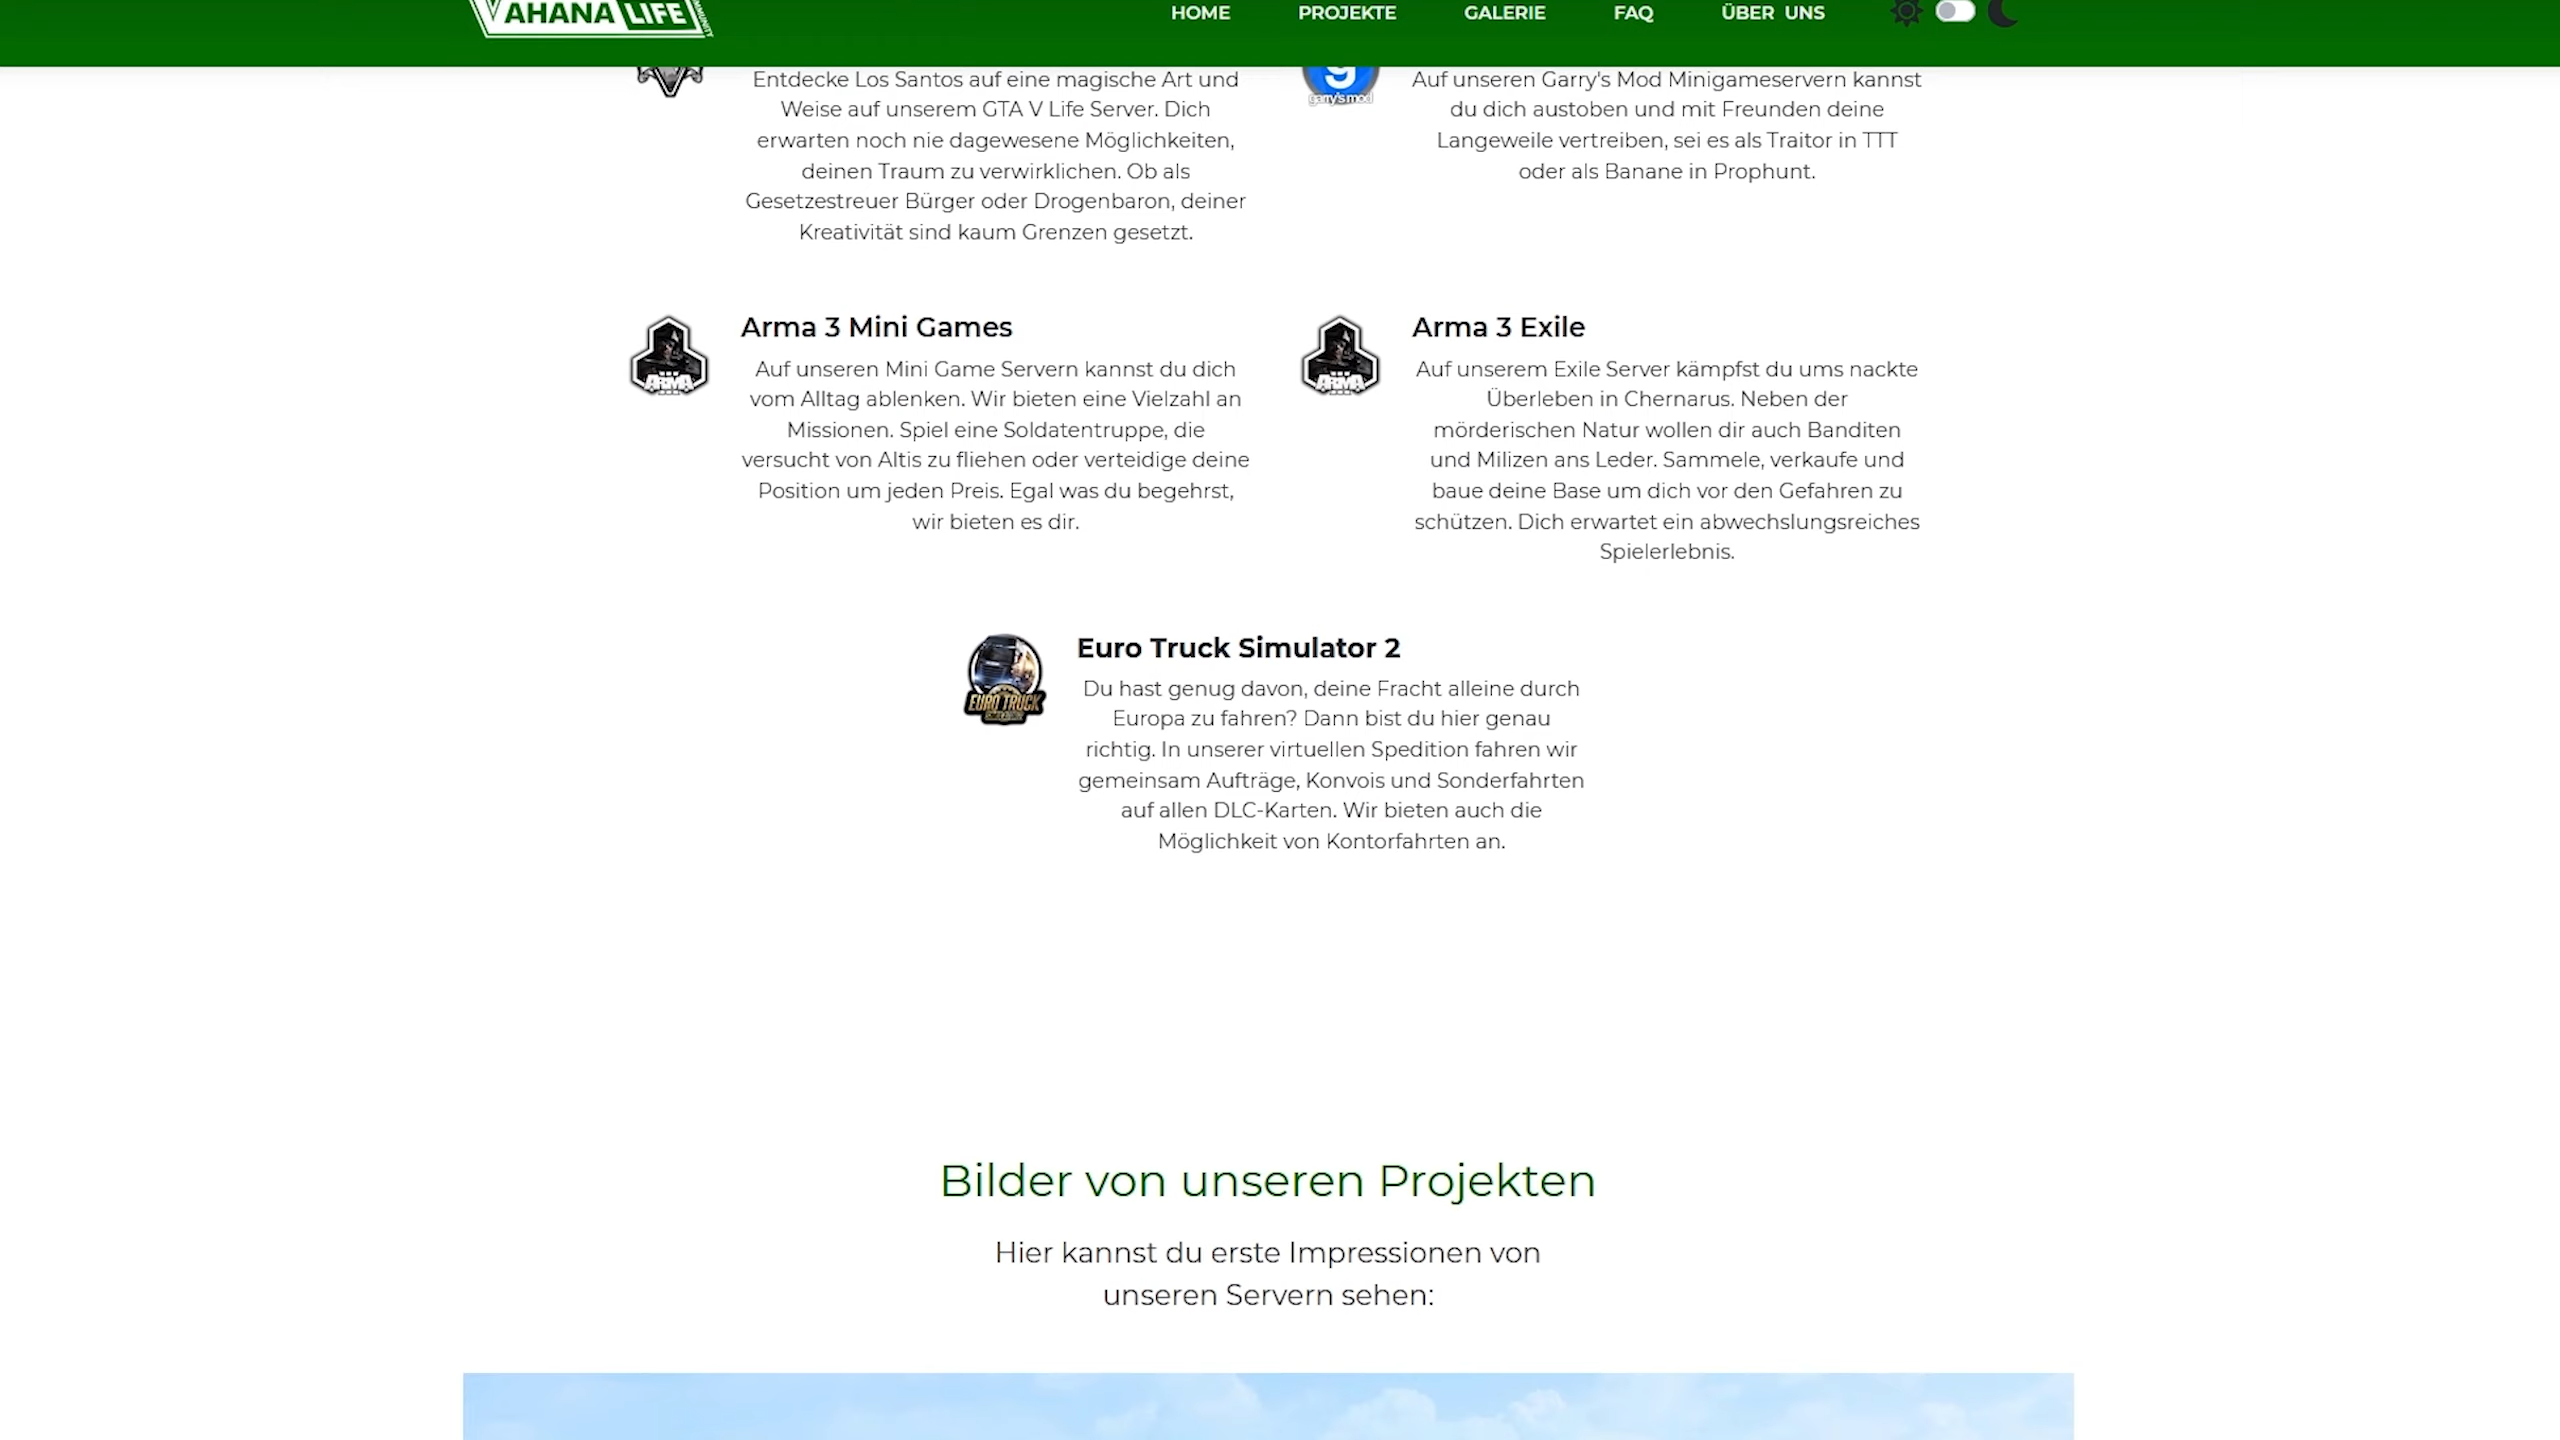 VAHANA LIFE
HOME
PROJEKTE
GALERIE
FAQ
ÜBER UNS
Entdecke Los Santos auf eine magische Art und
Weise auf unserem GTA V Life Server. Dich
erwarten noch nie dagewesene Möglichkeiten,
deinen Traum zu verwirklichen. Ob als
Gesetzestreuer Bürger oder Drogenbaron, deiner
Kreativität sind kaum Grenzen gesetzt.
garry's mod
Auf unseren Garry's Mod Minigameservern kannst
du dich austoben und mit Freunden deine
Langeweile vertreiben, sei es als Traitor in TTT
oder als Banane in Prophunt.
ARMA
Arma 3 Mini Games
Auf unseren Mini Game Servern kannst du dich
vom Alltag ablenken. Wir bieten eine Vielzahl an
Missionen. Spiel eine Soldatentruppe, die
versucht von Altis zu fliehen oder verteidige deine
Position um jeden Preis. Egal was du begehrst,
wir bieten es dir.
ARMA
Arma 3 Exile
Auf unserem Exile Server kämpfst du ums nackte
Überleben in Chernarus. Neben der
mörderischen Natur wollen dir auch Banditen
und Milizen ans Leder. Sammele, verkaufe und
baue deine Base um dich vor den Gefahren zu
schützen. Dich erwartet ein abwechslungsreiches
Spielerlebnis.
EURO TRUCK
Euro Truck Simulator 2
Du hast genug davon, deine Fracht alleine durch
Europa zu fahren? Dann bist du hier genau
richtig. In unserer virtuellen Spedition fahren wir
gemeinsam Aufträge, Konvois und Sonderfahrten
auf allen DLC-Karten. Wir bieten auch die
Möglichkeit von Kontorfahrten an.
Bilder von unseren Projekten
Hier kannst du erste Impressionen von
unseren Servern sehen: